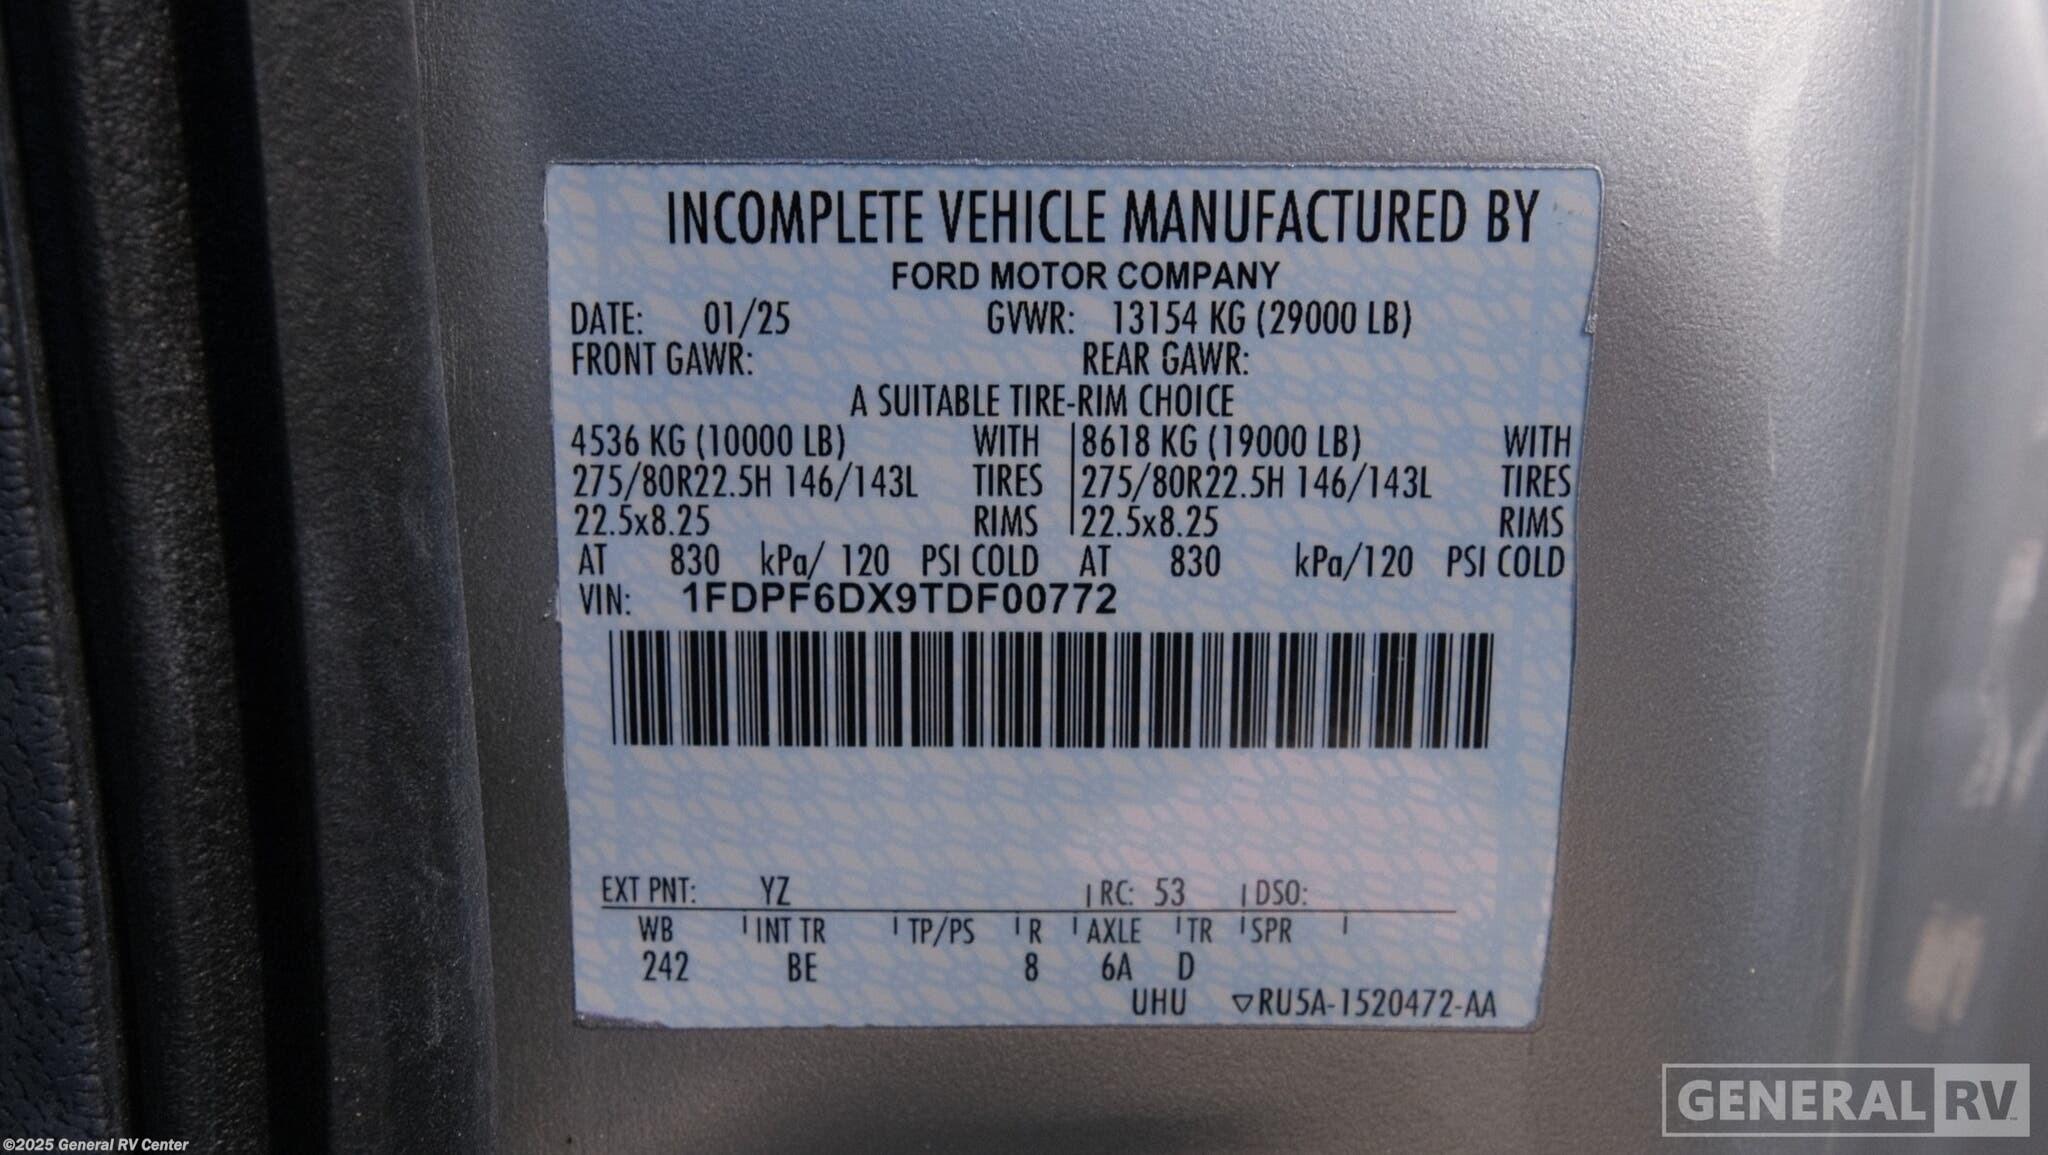 INCOMPLETE VEHICLE MANUFACTURED BY
FORD MOTOR COMPANY
DATE: 01/25 GVWR: 13154 KG (29000 LB)
FRONT GAWR: REAR GAWR:
A SUITABLE TIRE-RIM CHOICE
4536 KG (10000 LB) WITH 8618 KG (19000 LB) WITH
275/80R22.5H 146/143L TIRES 275/80R22.5H 146/143L TIRES
22.5x8.25 RIMS 22.5x8.25 RIMS
AT 830 kPa/ 120 PSI COLD AT 830 kPa/120 PSI COLD
VIN: 1FDPF6DX9TDF00772
EXT PNT: YZ RC: 53 DSO:
WB INT TR TP/PS R AXLE TR SPR
242 BE 8 6A D
UHU ▽RU5A-1520472-AA
GENERAL RV
©2025 General RV Center